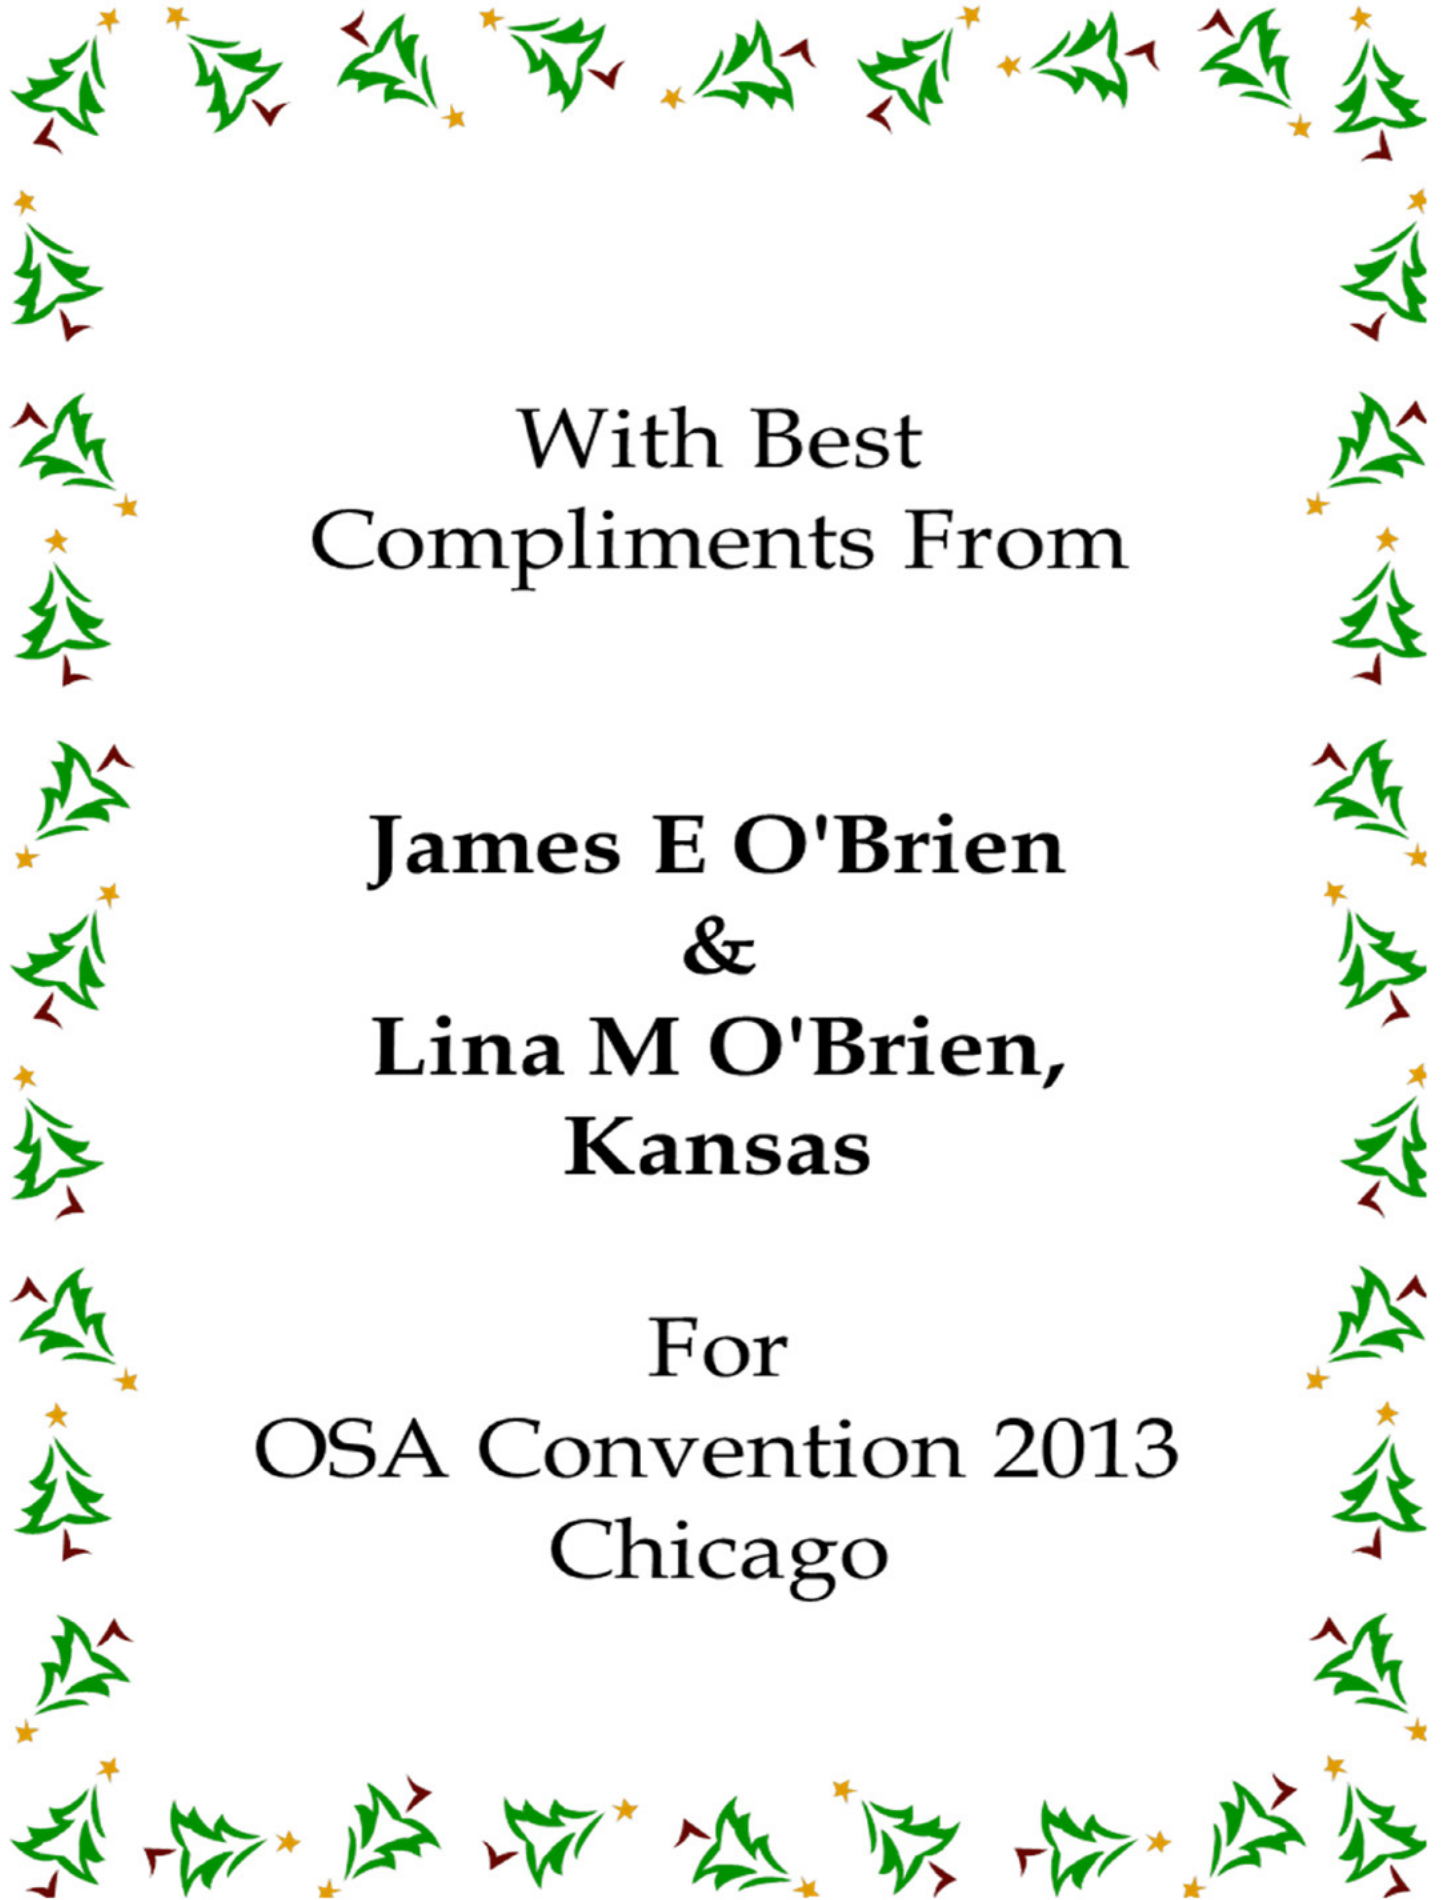 With Best
Compliments From
James E O'Brien
&
Lina M O'Brien,
Kansas
For
OSA Convention 2013
Chicago